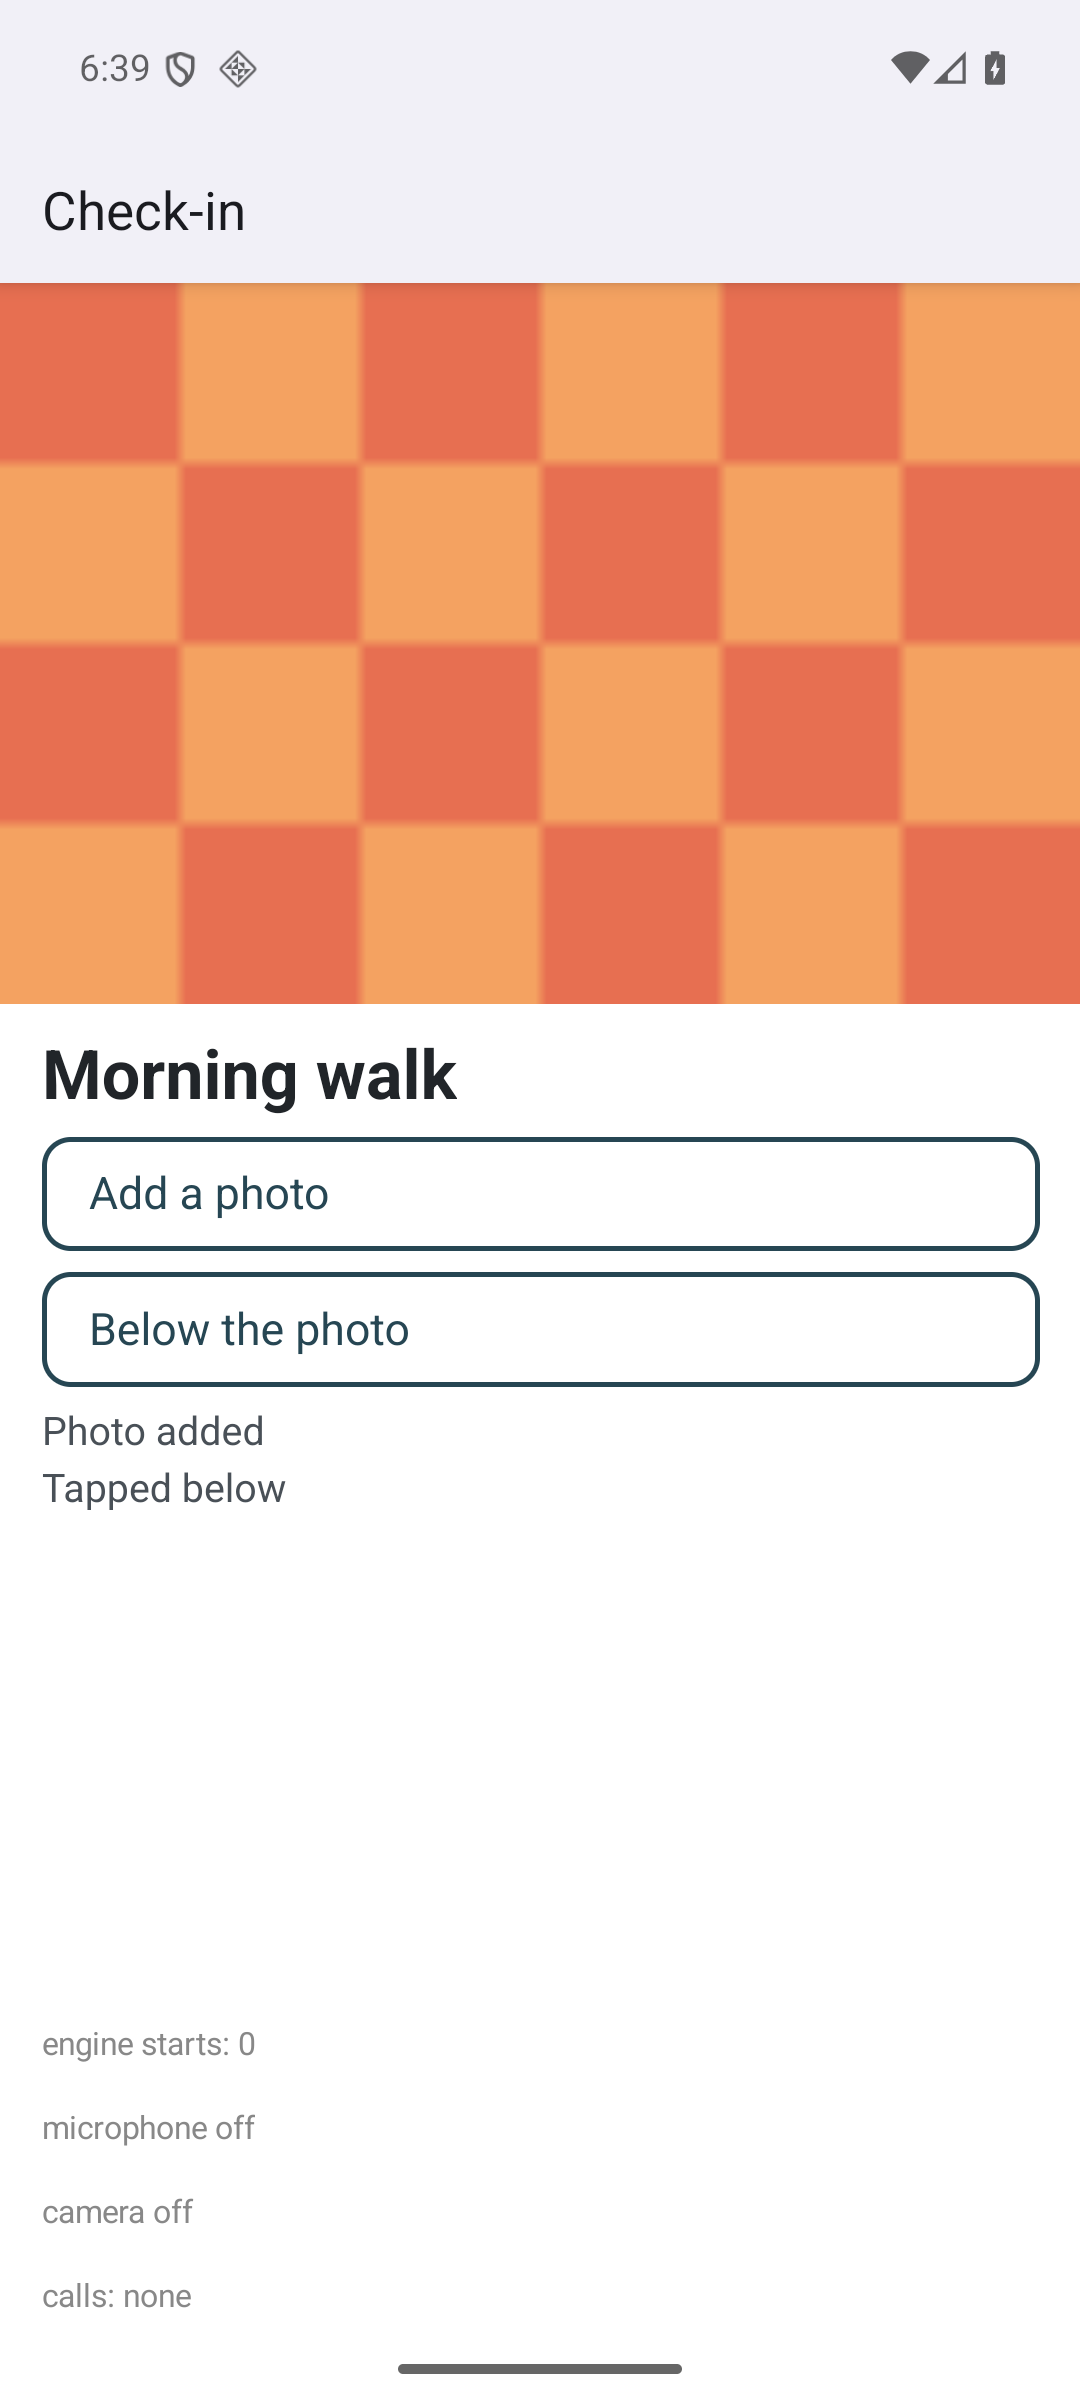 6:39
Check-in
Morning walk
Add a photo
Below the photo
Photo added
Tapped below
engine starts: 0
microphone off
camera off
calls: none